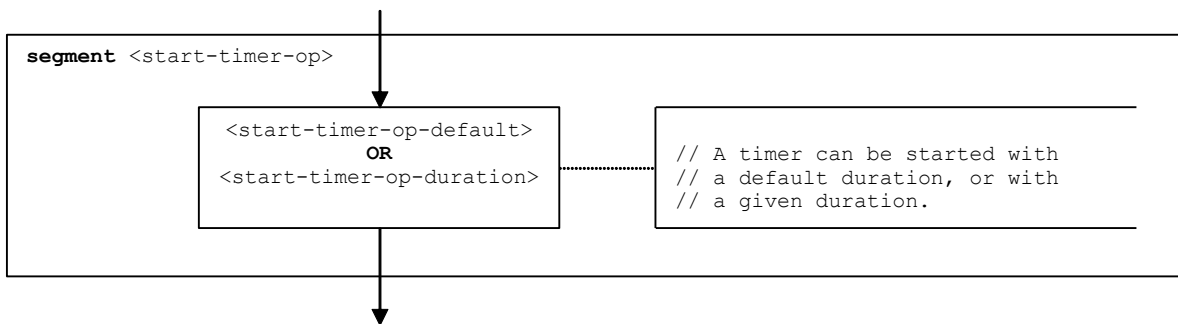 segment <start-timer-op>
<start-timer-op-default>
OR
<start-timer-op-duration>
// A timer can be started with
// a default duration, or with
// a given duration.